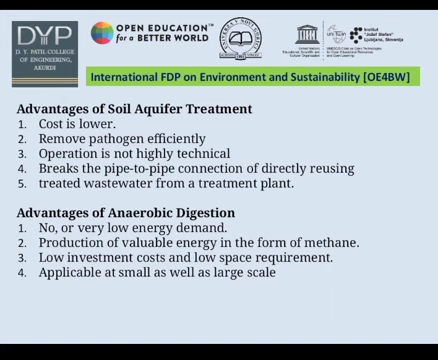 DYP
D. Y. PATIL COLLEGE
OF ENGINEERING,
AKURDI
OPEN EDUCATION™
for a BETTER WORLD
International FDP on Environment and Sustainability [OE4BW]
Advantages of Soil Aquifer Treatment
1. Cost is lower.
2. Remove pathogen efficiently
3. Operation is not highly technical
4. Breaks the pipe-to-pipe connection of directly reusing
5. treated wastewater from a treatment plant.
Advantages of Anaerobic Digestion
1. No, or very low energy demand.
2. Production of valuable energy in the form of methane.
3. Low investment costs and low space requirement.
4. Applicable at small as well as large scale